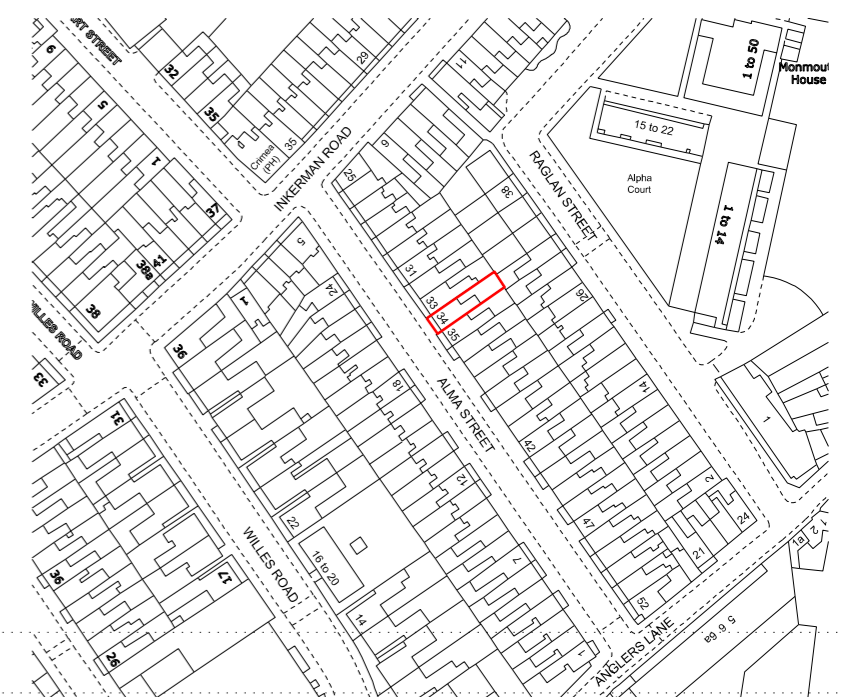 RT STREET
9
5
1
32
35
29
Crimea
(PH)
35
INKERMAN ROAD
11
9
25
1 to 50
Monmout
House
15 to 22
Alpha
Court
RAGLAN STREET
38
1 to 14
37
41
38a
38
WILLES ROAD
33
5
24
1
36
31
33
34
35
26
31
18
ALMA STREET
14
42
12
2
24
1
22
16 to 20
47
7
21
52
WILLES ROAD
17
36
26
14
1
ANGLERS LANE
5 6 6a
1a
2